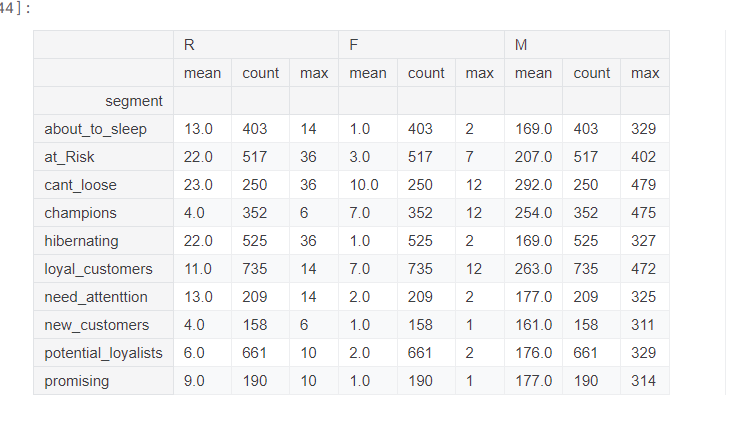 44]:
R F M
mean count max mean count max mean count max
segment
about_to_sleep 13.0 403 14 1.0 403 2 169.0 403 329
at_Risk 22.0 517 36 3.0 517 7 207.0 517 402
cant_loose 23.0 250 36 10.0 250 12 292.0 250 479
champions 4.0 352 6 7.0 352 12 254.0 352 475
hibernating 22.0 525 36 1.0 525 2 169.0 525 327
loyal_customers 11.0 735 14 7.0 735 12 263.0 735 472
need_attenttion 13.0 209 14 2.0 209 2 177.0 209 325
new_customers 4.0 158 6 1.0 158 1 161.0 158 311
potential_loyalists 6.0 661 10 2.0 661 2 176.0 661 329
promising 9.0 190 10 1.0 190 1 177.0 190 314